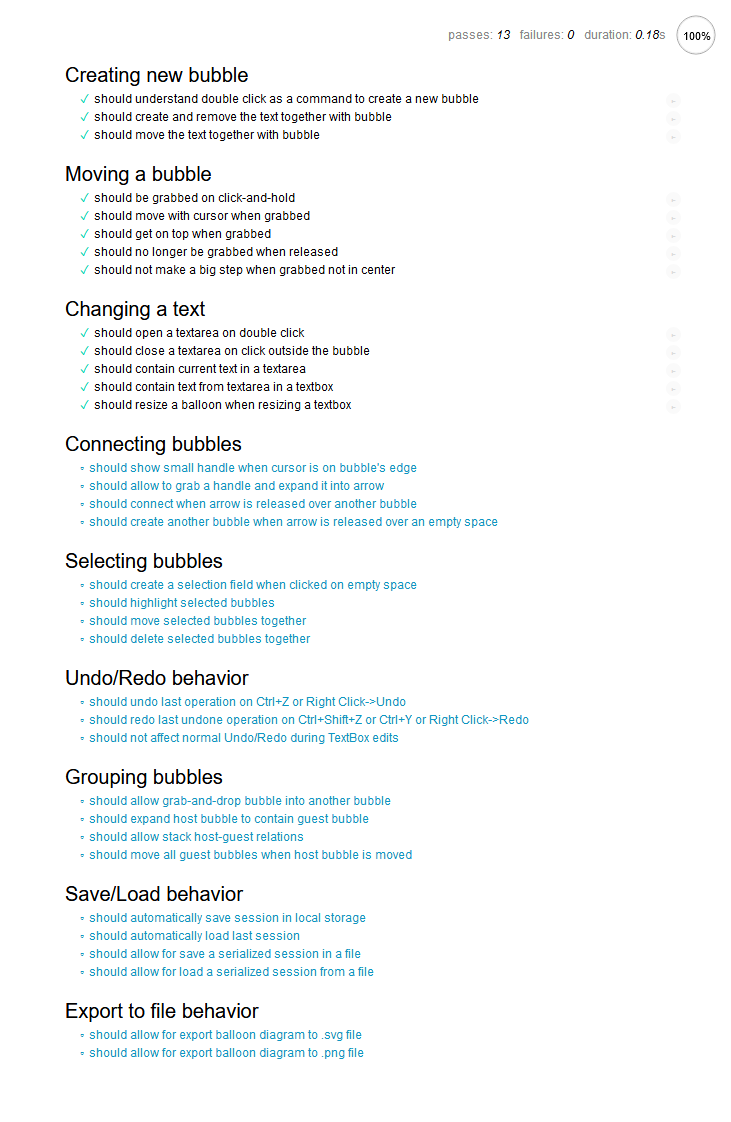 passes: 13 failures: 0 duration: 0.18s 100%
Creating new bubble
✓ should understand double click as a command to create a new bubble
✓ should create and remove the text together with bubble
✓ should move the text together with bubble
Moving a bubble
✓ should be grabbed on click-and-hold
✓ should move with cursor when grabbed
✓ should get on top when grabbed
✓ should no longer be grabbed when released
✓ should not make a big step when grabbed not in center
Changing a text
✓ should open a textarea on double click
✓ should close a textarea on click outside the bubble
✓ should contain current text in a textarea
✓ should contain text from textarea in a textbox
✓ should resize a balloon when resizing a textbox
Connecting bubbles
◦ should show small handle when cursor is on bubble's edge
◦ should allow to grab a handle and expand it into arrow
◦ should connect when arrow is released over another bubble
◦ should create another bubble when arrow is released over an empty space
Selecting bubbles
◦ should create a selection field when clicked on empty space
◦ should highlight selected bubbles
◦ should move selected bubbles together
◦ should delete selected bubbles together
Undo/Redo behavior
◦ should undo last operation on Ctrl+Z or Right Click->Undo
◦ should redo last undone operation on Ctrl+Shift+Z or Ctrl+Y or Right Click->Redo
◦ should not affect normal Undo/Redo during TextBox edits
Grouping bubbles
◦ should allow grab-and-drop bubble into another bubble
◦ should expand host bubble to contain guest bubble
◦ should allow stack host-guest relations
◦ should move all guest bubbles when host bubble is moved
Save/Load behavior
◦ should automatically save session in local storage
◦ should automatically load last session
◦ should allow for save a serialized session in a file
◦ should allow for load a serialized session from a file
Export to file behavior
◦ should allow for export balloon diagram to .svg file
◦ should allow for export balloon diagram to .png file